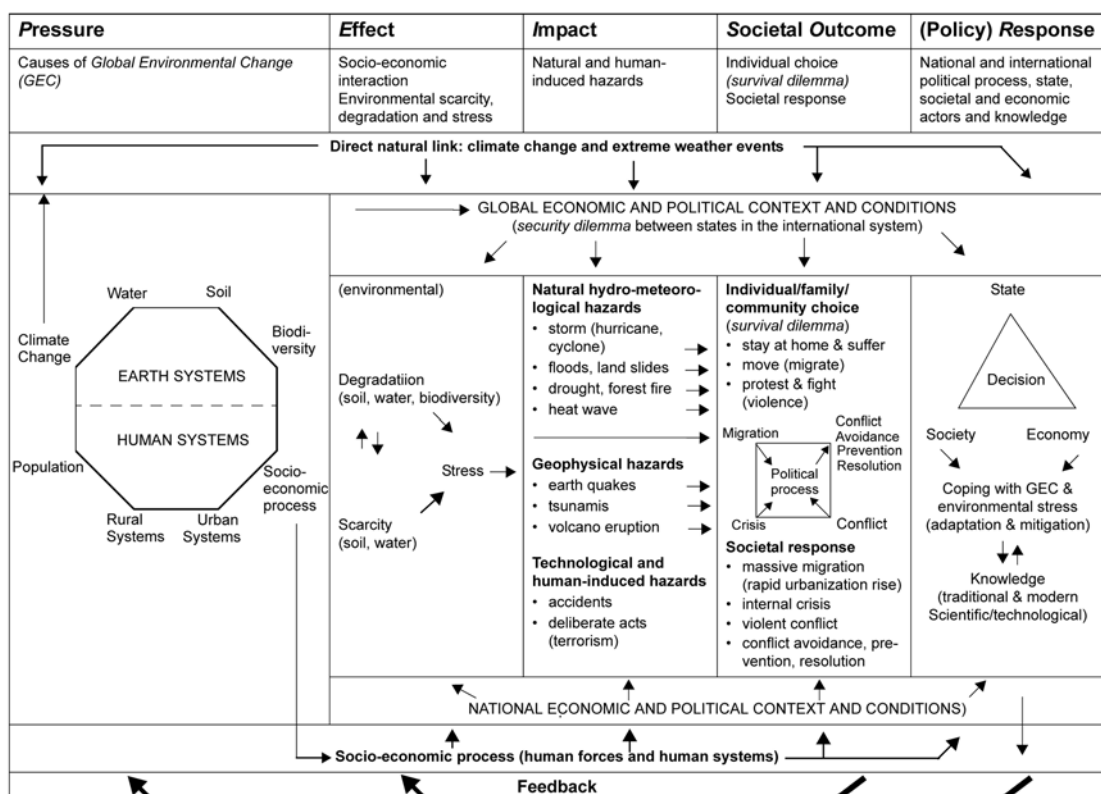 Pressure
Effect
Impact
Societal Outcome
(Policy) Response
Causes of Global Environmental Change
(GEC)
Socio-economic
interaction
Environmental scarcity,
degradation and stress
Natural and human-
induced hazards
Individual choice
(survival dilemma)
Societal response
National and international
political process, state,
societal and economic
actors and knowledge
Direct natural link: climate change and extreme weather events
GLOBAL ECONOMIC AND POLITICAL CONTEXT AND CONDITIONS
(security dilemma between states in the international system)
Water
Soil
Climate
Change
Biodi-
versity
EARTH SYSTEMS
HUMAN SYSTEMS
Population
Socio-
economic
process
Rural
Systems
Urban
Systems
(environmental)
Degradatiion
(soil, water, biodiversity)
Stress
Scarcity
(soil, water)
Natural hydro-meteoro-
logical hazards
• storm (hurricane,
cyclone)
• floods, land slides
• drought, forest fire
• heat wave
Geophysical hazards
• earth quakes
• tsunamis
• volcano eruption
Technological and
human-induced hazards
• accidents
• deliberate acts
(terrorism)
Individual/family/
community choice
(survival dilemma)
• stay at home & suffer
• move (migrate)
• protest & fight
(violence)
Migration
Conflict
Avoidance
Prevention
Resolution
Political
process
Crisis
Conflict
Societal response
• massive migration
(rapid urbanization rise)
• internal crisis
• violent conflict
• conflict avoidance, pre-
vention, resolution
State
Decision
Society
Economy
Coping with GEC &
environmental stress
(adaptation & mitigation)
Knowledge
(traditional & modern
Scientific/technological)
NATIONAL ECONOMIC AND POLITICAL CONTEXT AND CONDITIONS)
Socio-economic process (human forces and human systems)
Feedback